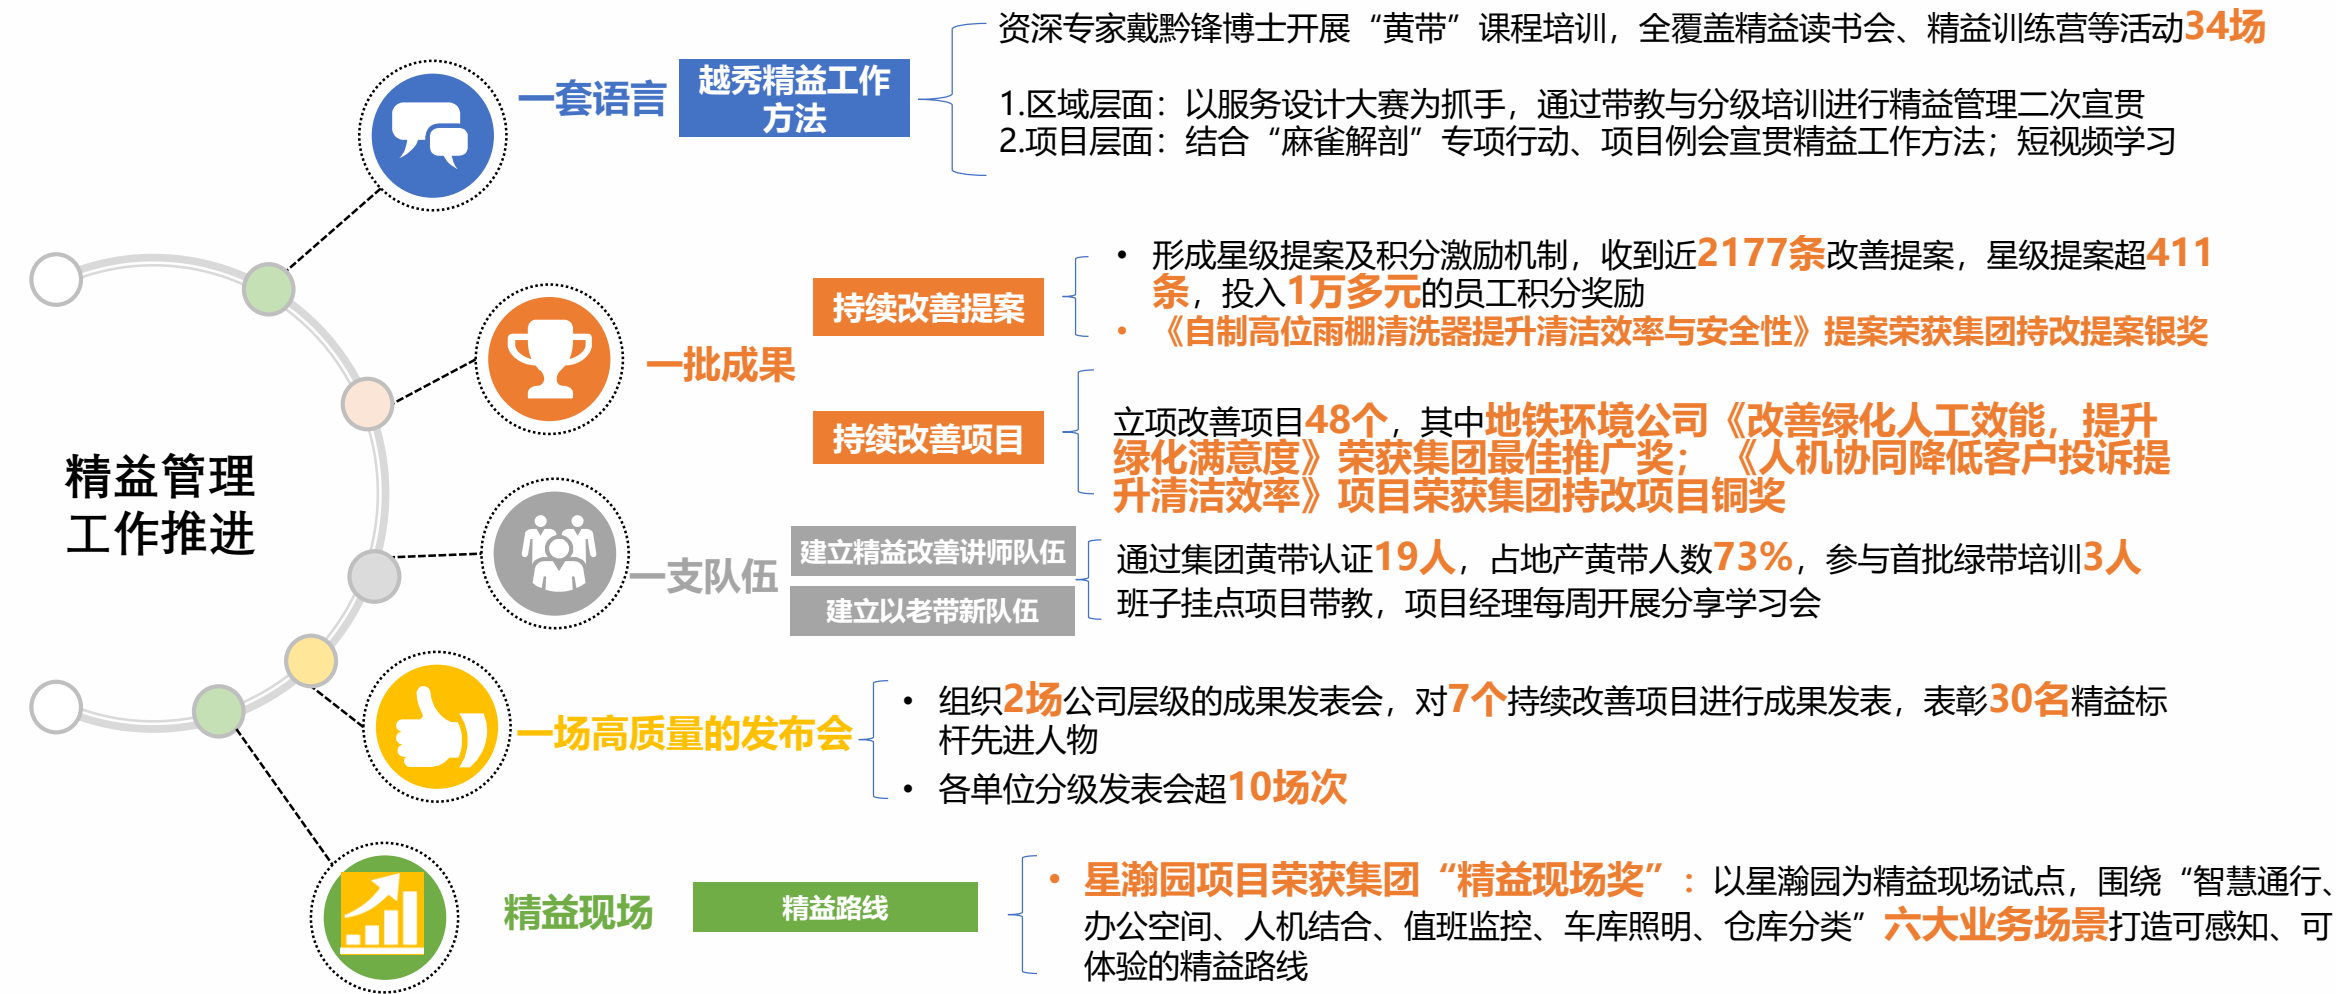 精益管理
工作推进
一套语言
越秀精益工作
方法
资深专家戴黔锋博士开展“黄带”课程培训，全覆盖精益读书会、精益训练营等活动34场
1.区域层面：以服务设计大赛为抓手，通过带教与分级培训进行精益管理二次宣贯
2.项目层面：结合“麻雀解剖”专项行动、项目例会宣贯精益工作方法；短视频学习
一批成果
持续改善提案
• 形成星级提案及积分激励机制，收到近2177条改善提案，星级提案超411
条，投入1万多元的员工积分奖励
• 《自制高位雨棚清洗器提升清洁效率与安全性》提案荣获集团持改提案银奖
持续改善项目
立项改善项目48个，其中地铁环境公司《改善绿化人工效能，提升
绿化满意度》荣获集团最佳推广奖；《人机协同降低客户投诉提
升清洁效率》项目荣获集团持改项目铜奖
一支队伍
建立精益改善讲师队伍
建立以老带新队伍
通过集团黄带认证19人，占地产黄带人数73%，参与首批绿带培训3人
班子挂点项目带教，项目经理每周开展分享学习会
一场高质量的发布会
• 组织2场公司层级的成果发表会，对7个持续改善项目进行成果发表，表彰30名精益标
杆先进人物
• 各单位分级发表会超10场次
精益现场
精益路线
• 星瀚园项目荣获集团“精益现场奖”：以星瀚园为精益现场试点，围绕“智慧通行、
办公空间、人机结合、值班监控、车库照明、仓库分类”六大业务场景打造可感知、可
体验的精益路线